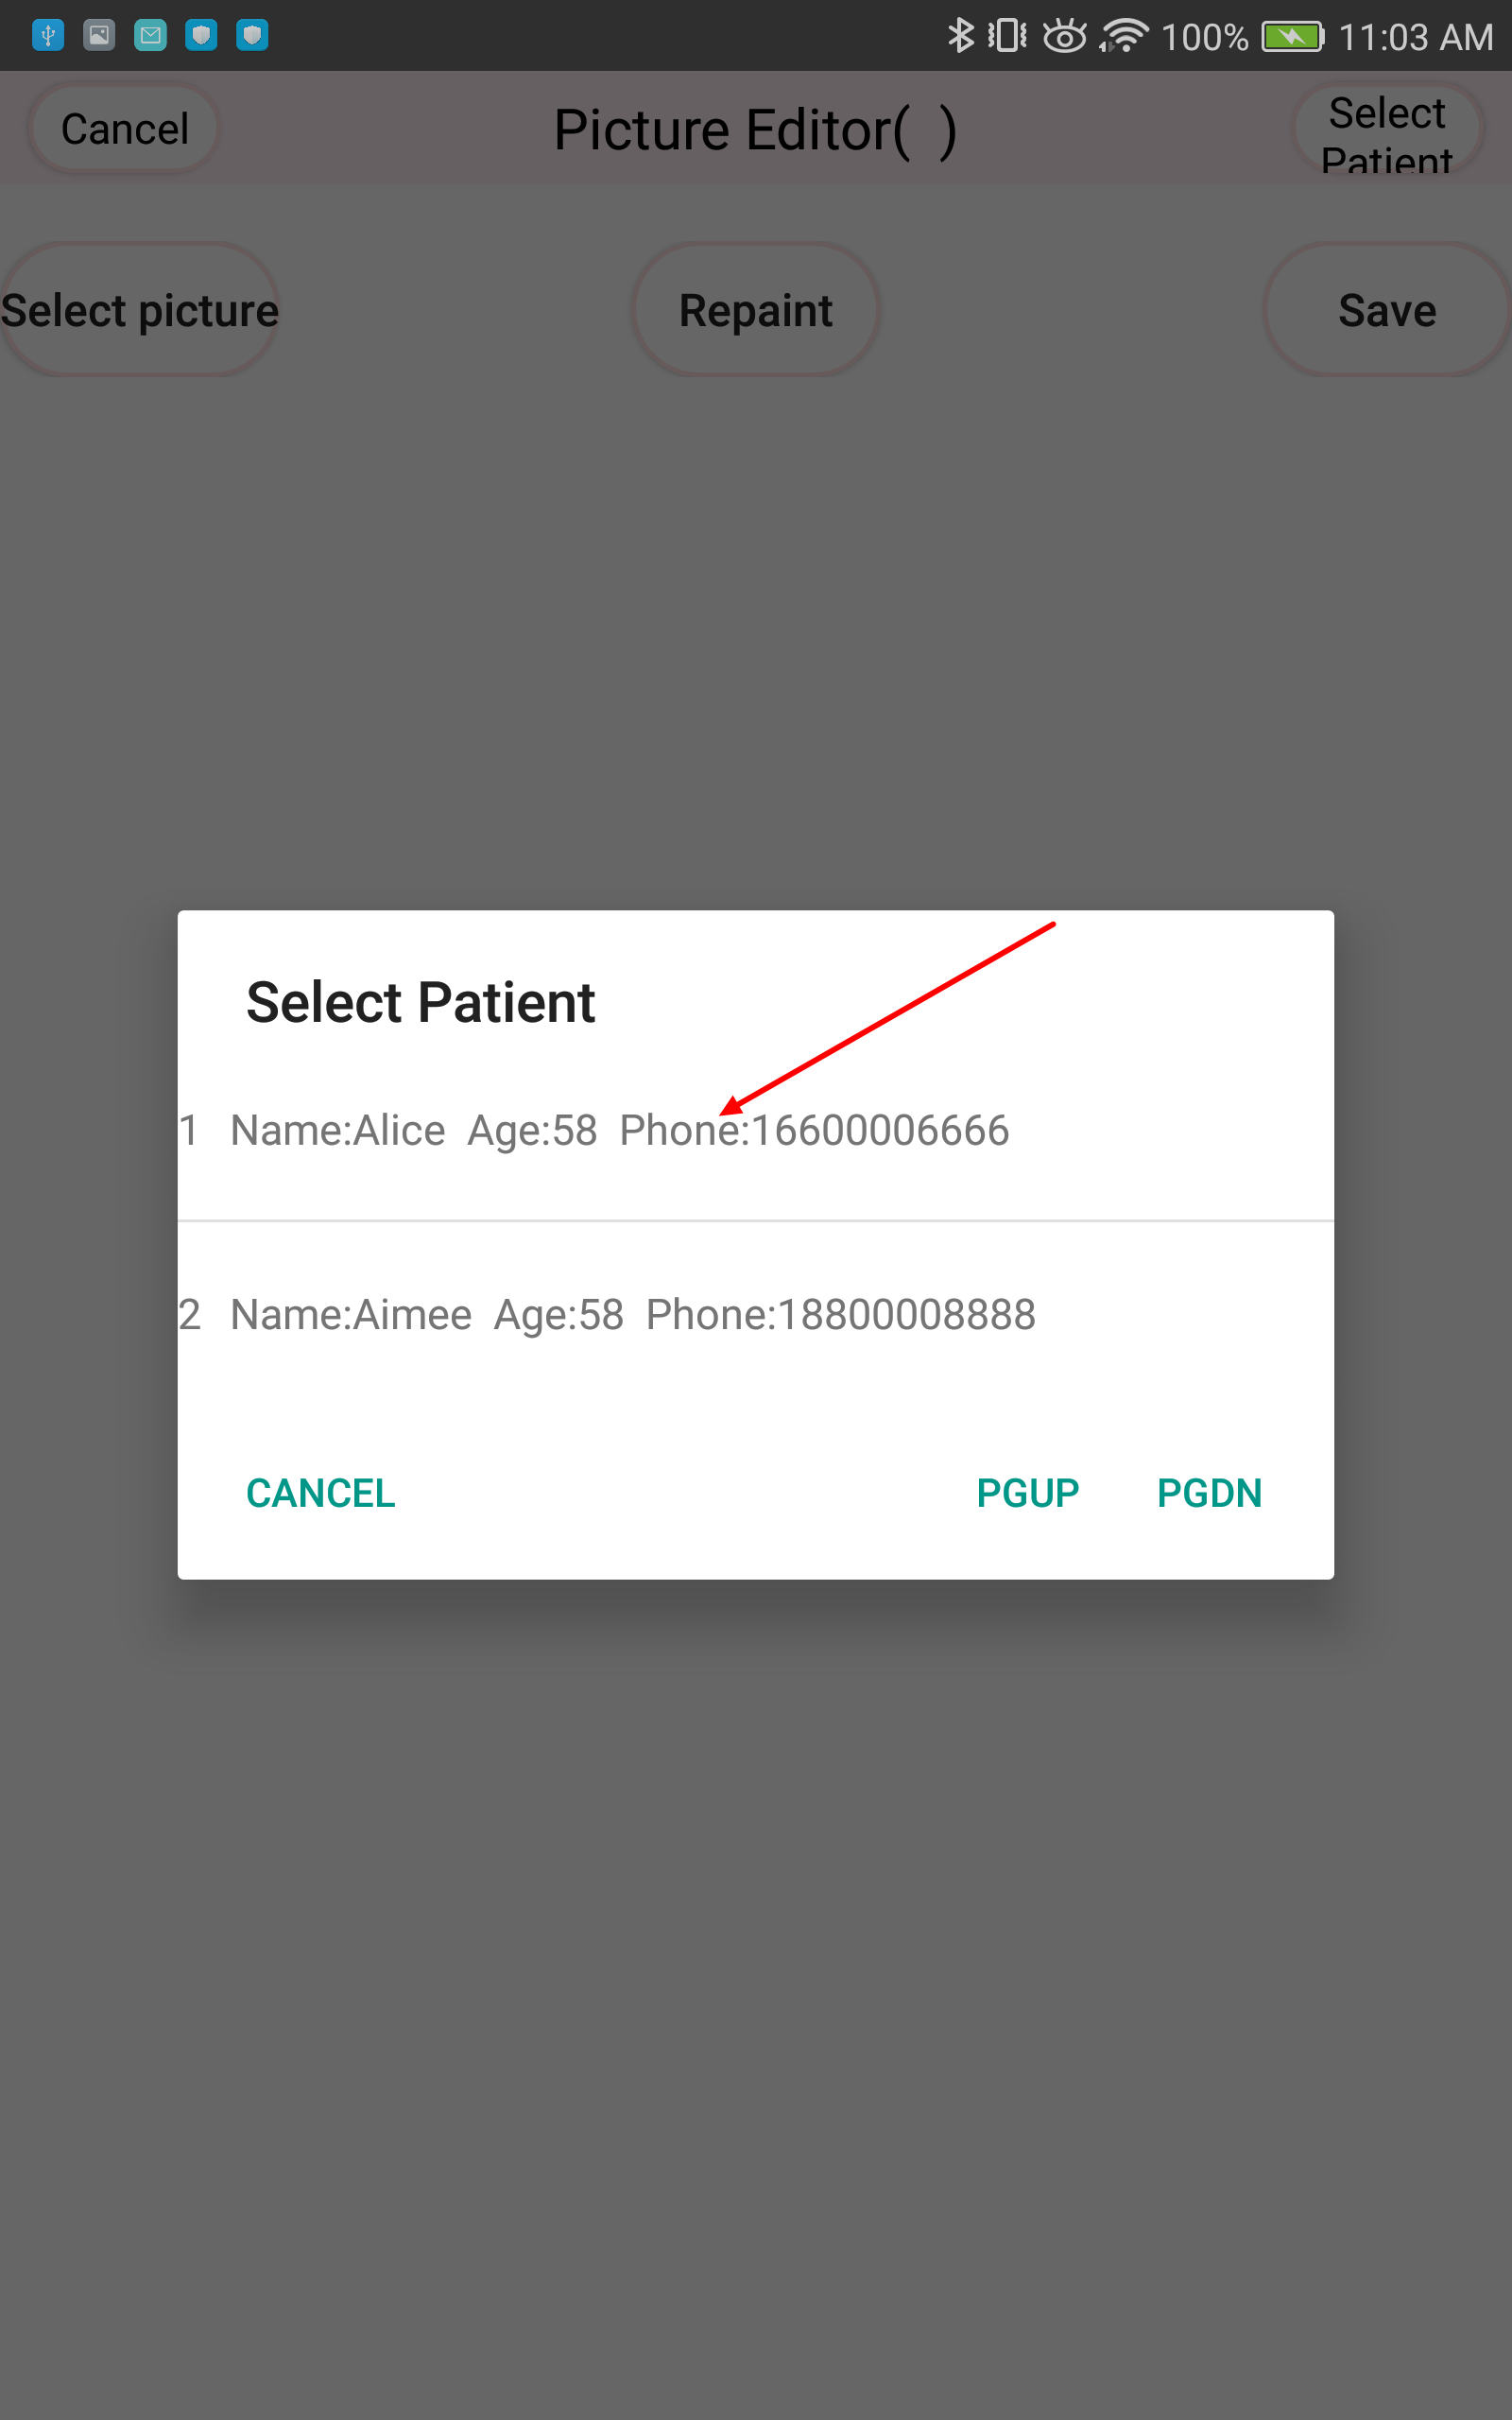 100% 11:03 AM
Cancel Picture Editor( ) Select
Patient
Select picture Repaint Save
Select Patient
1 Name:Alice Age:58 Phone:16600006666
2 Name:Aimee Age:58 Phone:18800008888
CANCEL PGUP PGDN